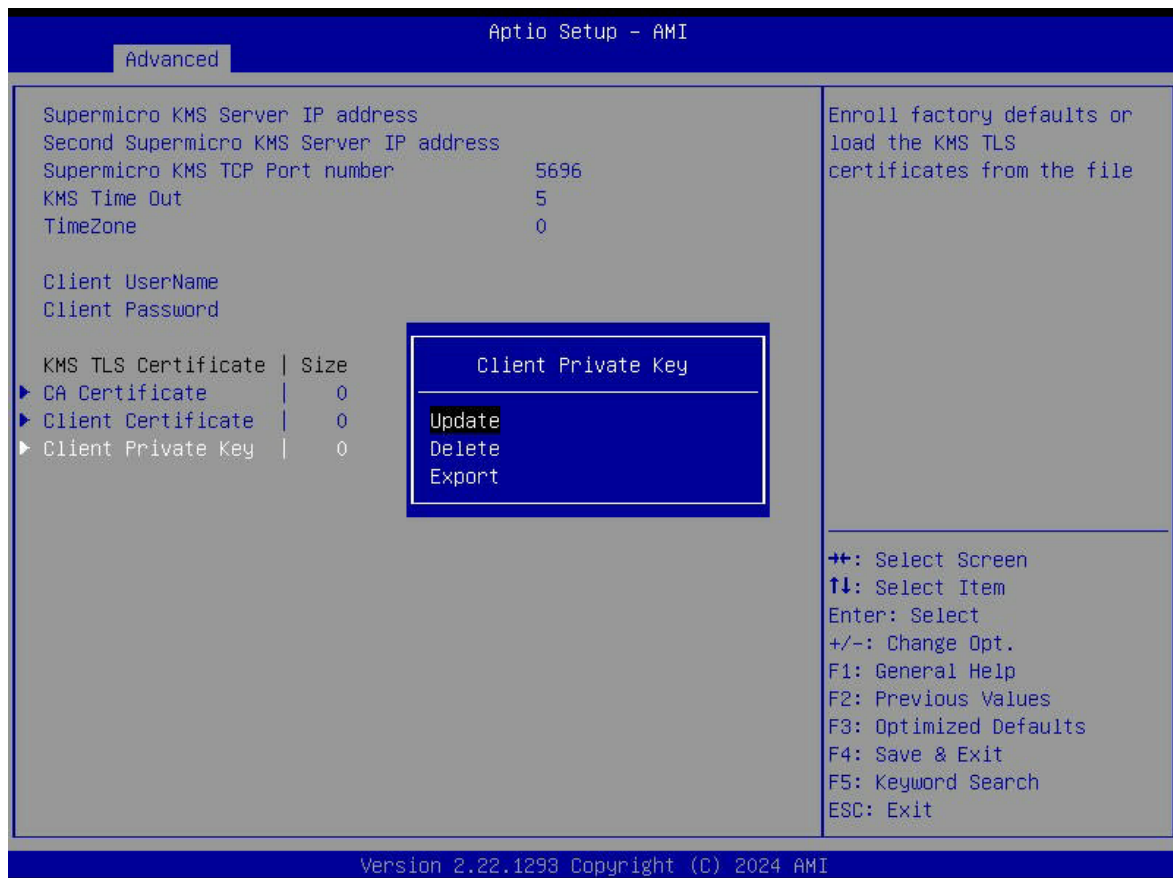 Aptio Setup – AMI
Advanced
Supermicro KMS Server IP address
Second Supermicro KMS Server IP address
Supermicro KMS TCP Port number 5696
KMS Time Out 5
TimeZone 0
Client UserName
Client Password
KMS TLS Certificate | Size
▶ CA Certificate | 0
▶ Client Certificate | 0
▶ Client Private Key | 0
Client Private Key
Update
Delete
Export
Enroll factory defaults or
load the KMS TLS
certificates from the file
→←: Select Screen
↑↓: Select Item
Enter: Select
+/-: Change Opt.
F1: General Help
F2: Previous Values
F3: Optimized Defaults
F4: Save & Exit
F5: Keyword Search
ESC: Exit
Version 2.22.1293 Copyright (C) 2024 AMI